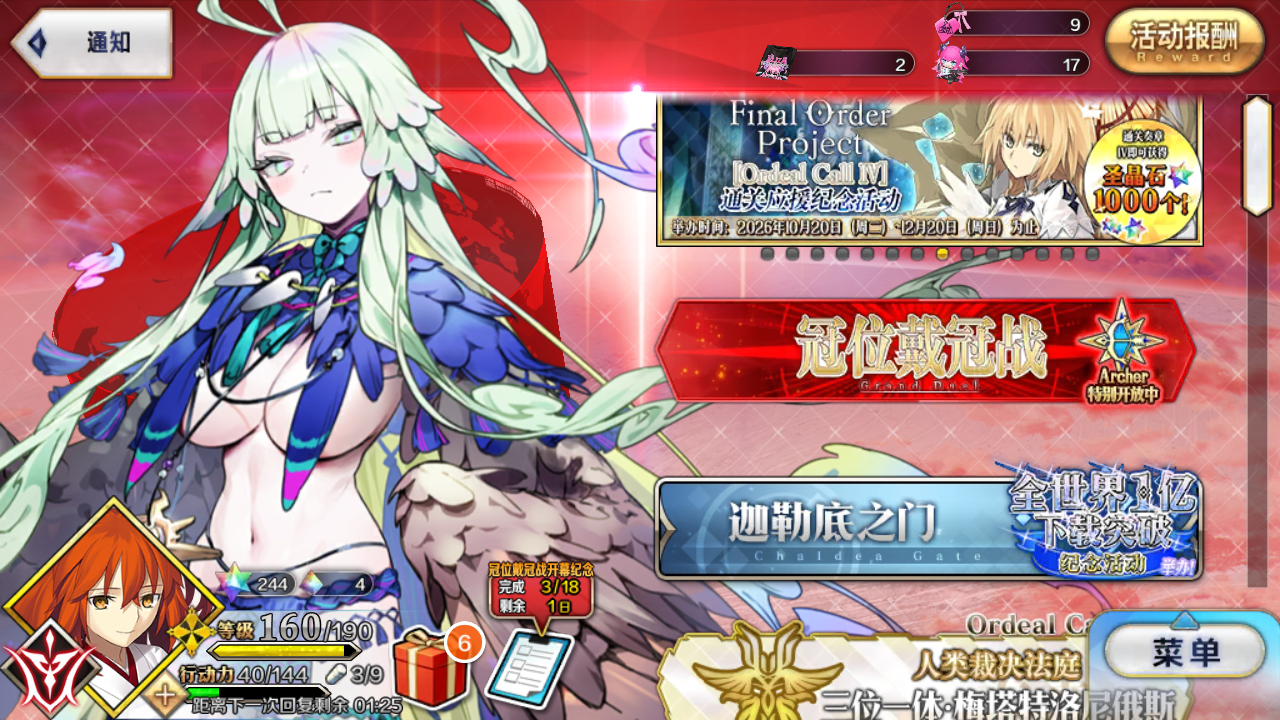 通知
9
2
17
活动报酬
Reward
Final Order
Project
[Ordeal Call IV]
通关应援纪念活动
举办时间: 2026年10月20日 (周二) ~12月20日 (周日) 为止
通关奏章
IV即可获得
圣晶石
1000个!
冠位戴冠战
Grand Duel
Archer
特别开放中
迦勒底之门
Chaldea Gate
全世界1亿
下载突破
纪念活动 举办!
Ordeal Ca
人类裁决法庭
三位一体·梅塔特洛尼俄斯
菜单
244
4
等级 160/190
行动力 40/144
3/9
距离下一次回复剩余 01:25
6
冠位戴冠战开幕纪念
完成 3/18
剩余 1日